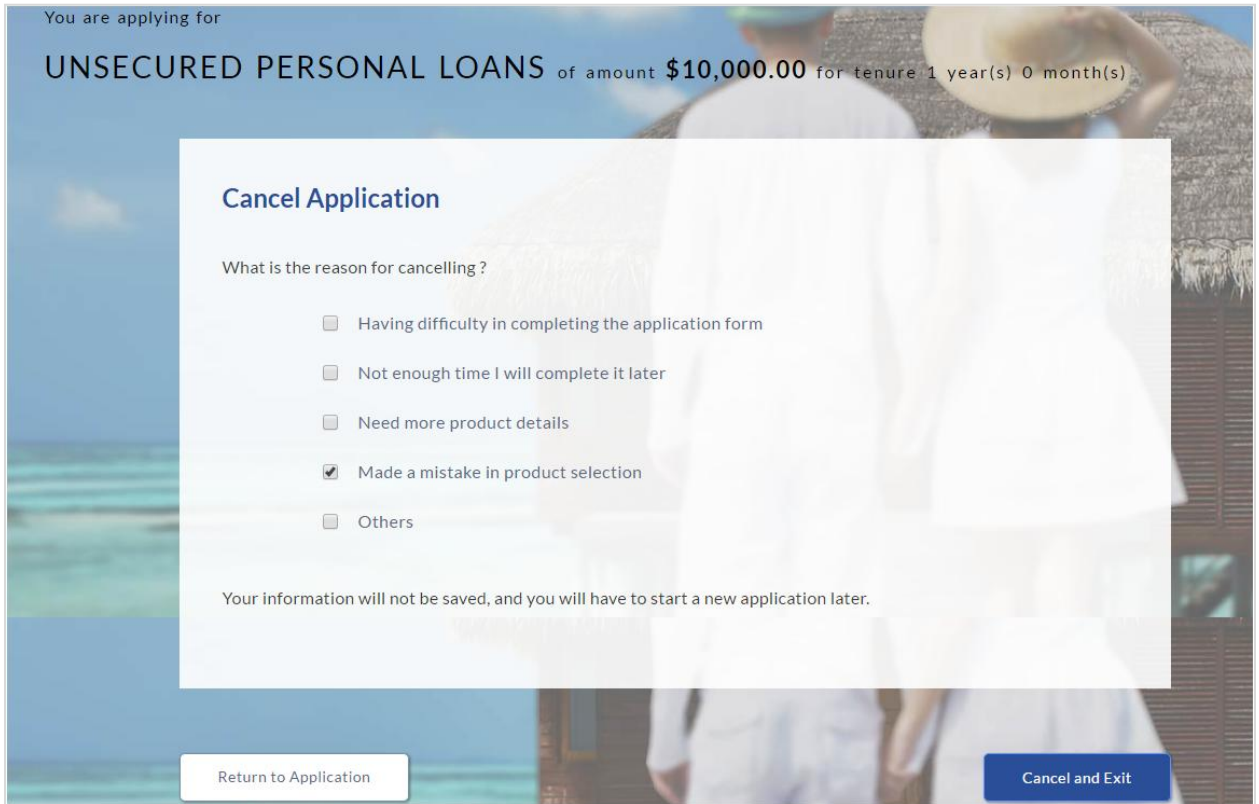 You are applying for
UNSECURED PERSONAL LOANS of amount $10,000.00 for tenure 1 year(s) 0 month(s)
Cancel Application
What is the reason for cancelling ?
Having difficulty in completing the application form
Not enough time I will complete it later
Need more product details
Made a mistake in product selection
Others
Your information will not be saved, and you will have to start a new application later.
Return to Application
Cancel and Exit